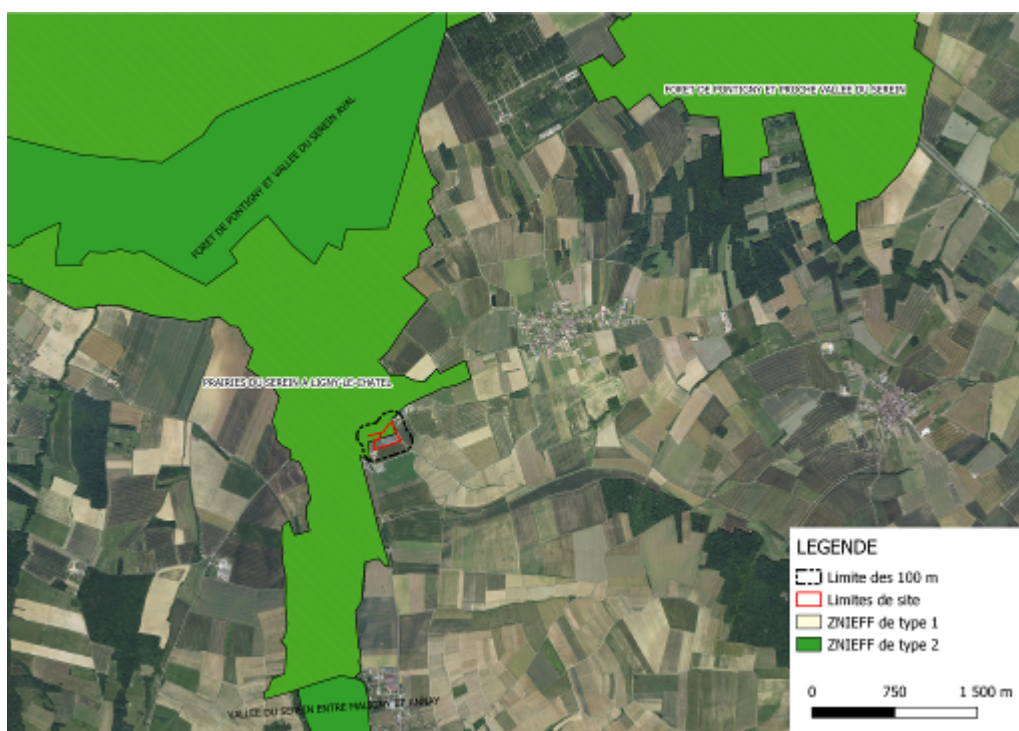 FORET DE PONTIGNY ET PROCHE VALLEE DU SEREIN
FORET DE PONTIGNY ET VALLEE DU SEREIN AVAL
PRAIRIES DU SEREIN A LIGNY-LE-CHATEL
VALLEE DU SEREIN ENTRE MALIGNY ET ANNAY
LEGENDE
Limite des 100 m
Limites de site
ZNIEFF de type 1
ZNIEFF de type 2
0 750 1 500 m